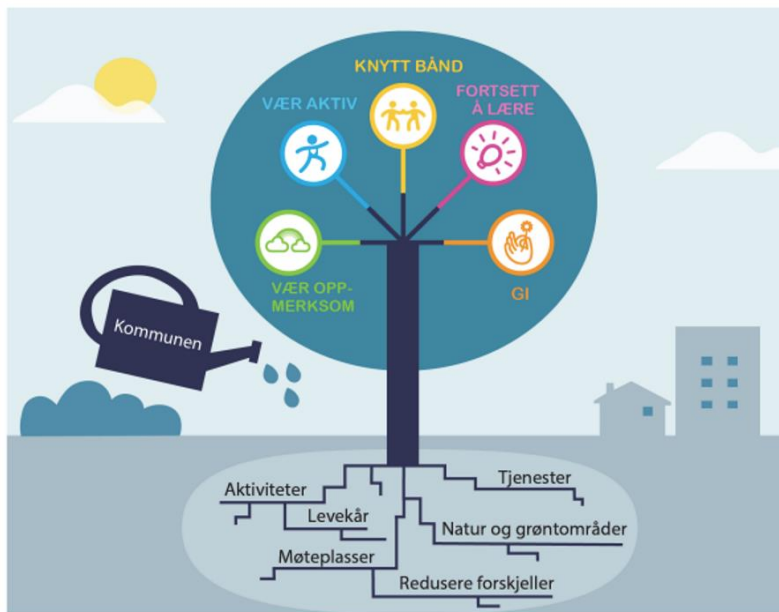 KNYTT BÅND
VÆR AKTIV
FORTSETT
Å LÆRE
VÆR OPP-
MERKSOM
GI
Kommunen
Aktiviteter
Tjenester
Levekår
Natur og grøntområder
Møteplasser
Redusere forskjeller